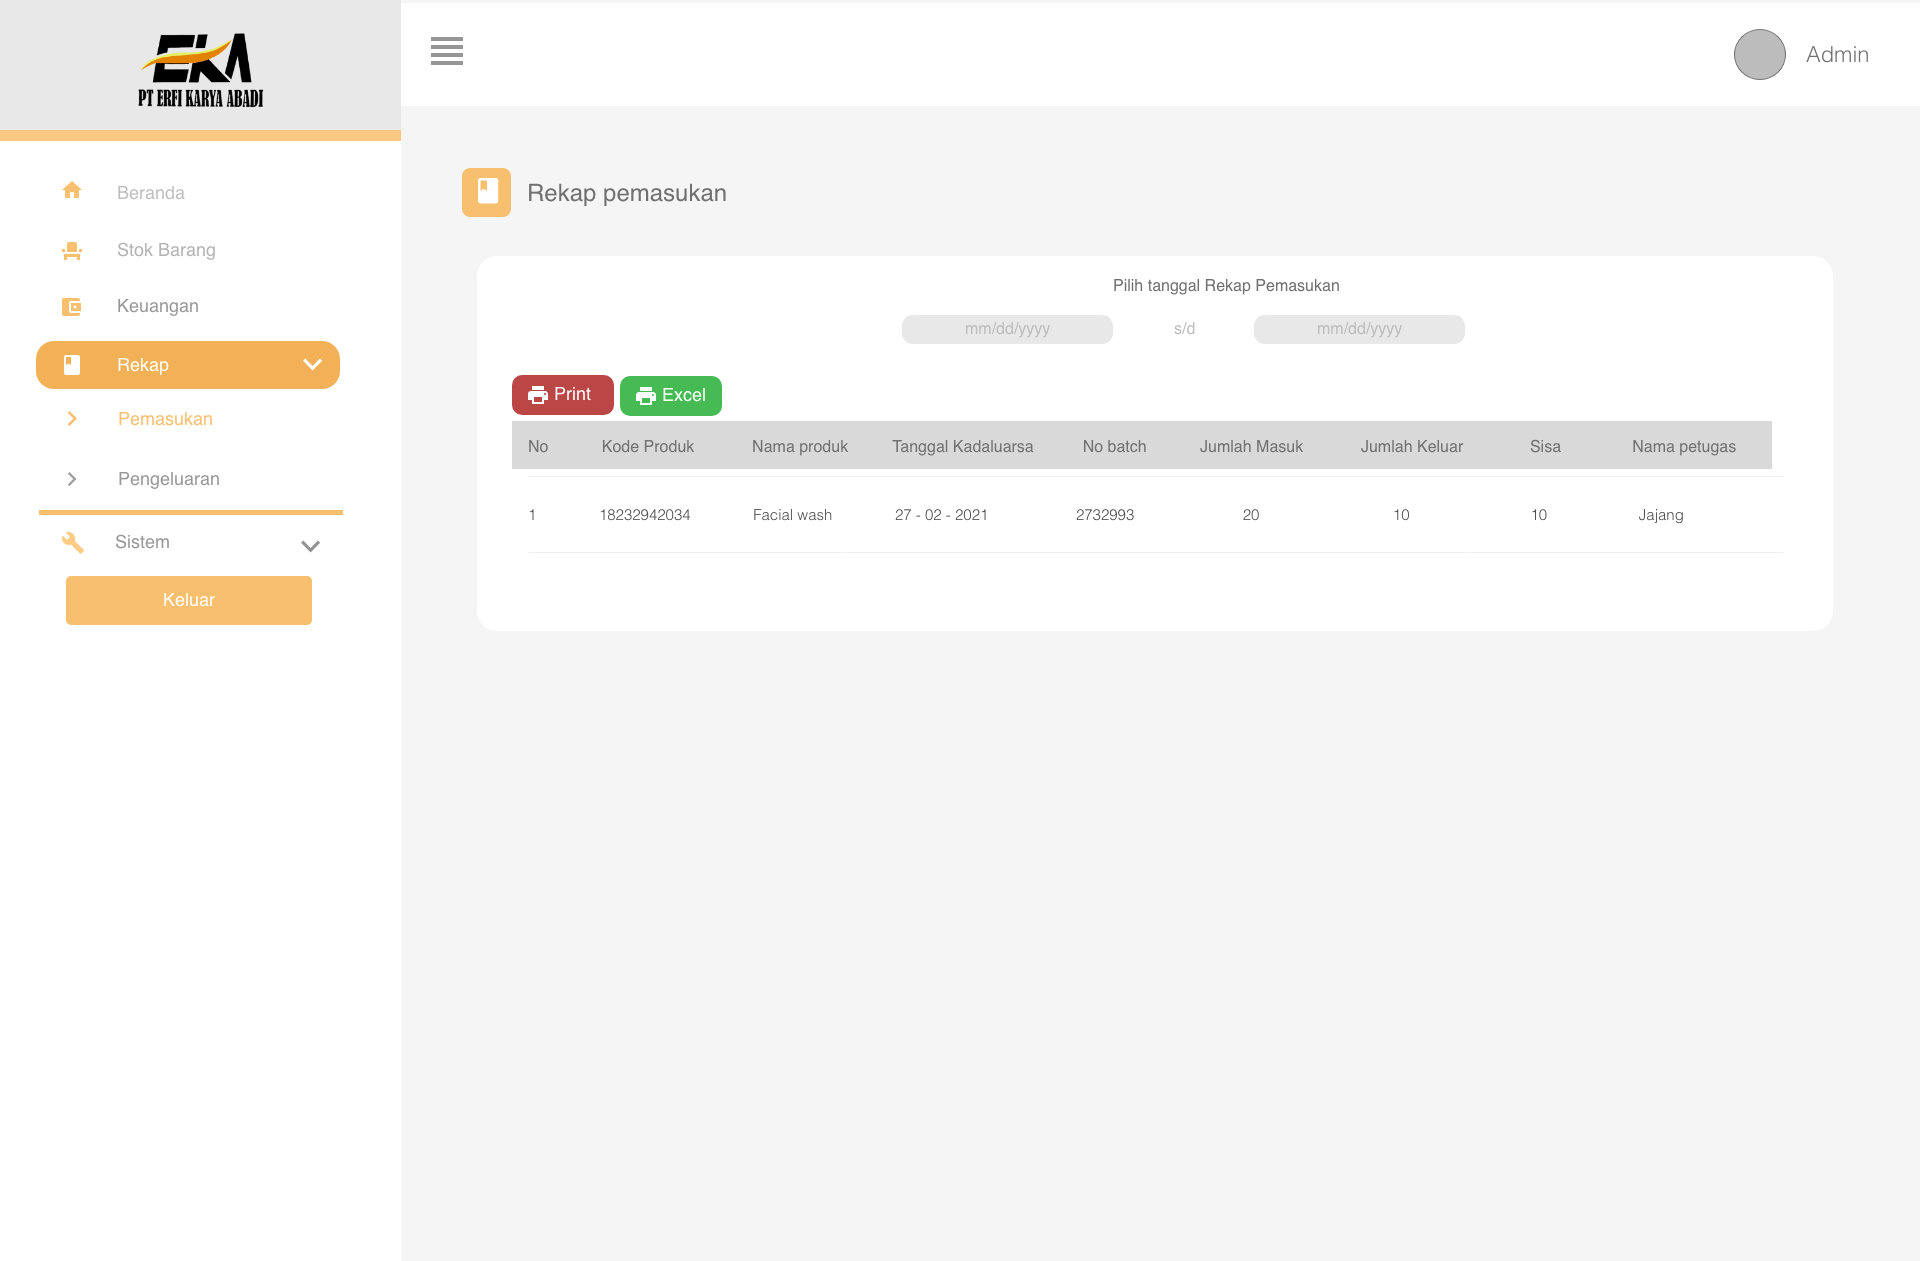 EKA
PT ERFI KARYA ABADI
Admin
Beranda
Stok Barang
Keuangan
Rekap
Pemasukan
Pengeluaran
Sistem
Keluar
Rekap pemasukan
Pilih tanggal Rekap Pemasukan
mm/dd/yyyy s/d mm/dd/yyyy
Print Excel
No Kode Produk Nama produk Tanggal Kadaluarsa No batch Jumlah Masuk Jumlah Keluar Sisa Nama petugas
1 18232942034 Facial wash 27 - 02 - 2021 2732993 20 10 10 Jajang